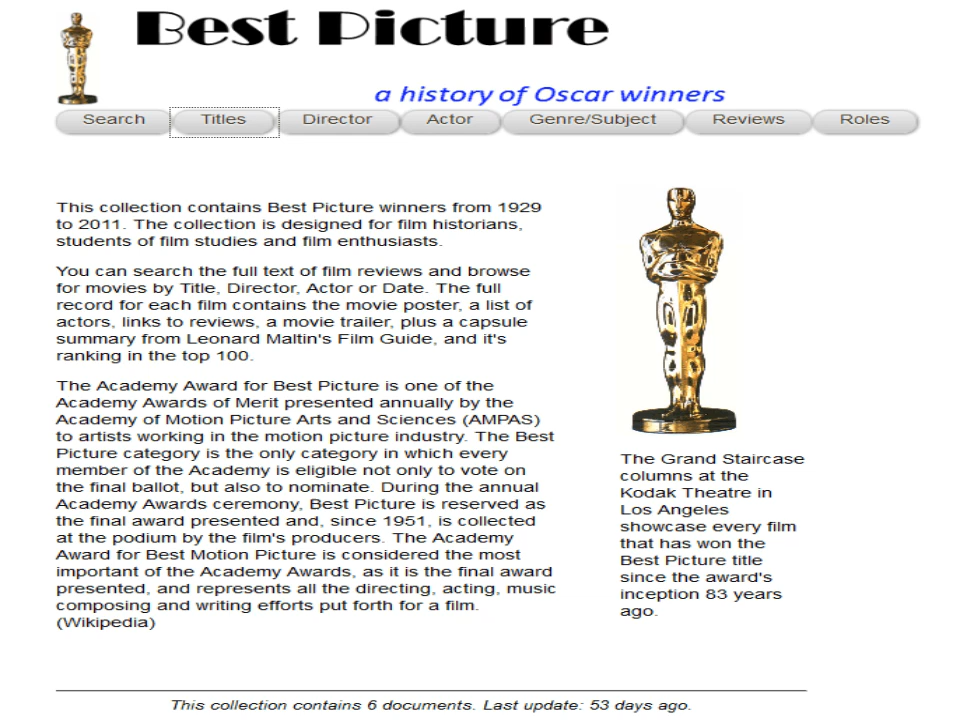 Best Picture
a history of Oscar winners
Search Titles Director Actor Genre/Subject Reviews Roles
This collection contains Best Picture winners from 1929
to 2011. The collection is designed for film historians,
students of film studies and film enthusiasts.
You can search the full text of film reviews and browse
for movies by Title, Director, Actor or Date. The full
record for each film contains the movie poster, a list of
actors, links to reviews, a movie trailer, plus a capsule
summary from Leonard Maltin's Film Guide, and it's
ranking in the top 100.
The Academy Award for Best Picture is one of the
Academy Awards of Merit presented annually by the
Academy of Motion Picture Arts and Sciences (AMPAS)
to artists working in the motion picture industry. The Best
Picture category is the only category in which every
member of the Academy is eligible not only to vote on
the final ballot, but also to nominate. During the annual
Academy Awards ceremony, Best Picture is reserved as
the final award presented and, since 1951, is collected
at the podium by the film's producers. The Academy
Award for Best Motion Picture is considered the most
important of the Academy Awards, as it is the final award
presented, and represents all the directing, acting, music
composing and writing efforts put forth for a film.
(Wikipedia)
The Grand Staircase
columns at the
Kodak Theatre in
Los Angeles
showcase every film
that has won the
Best Picture title
since the award's
inception 83 years
ago.
This collection contains 6 documents. Last update: 53 days ago.